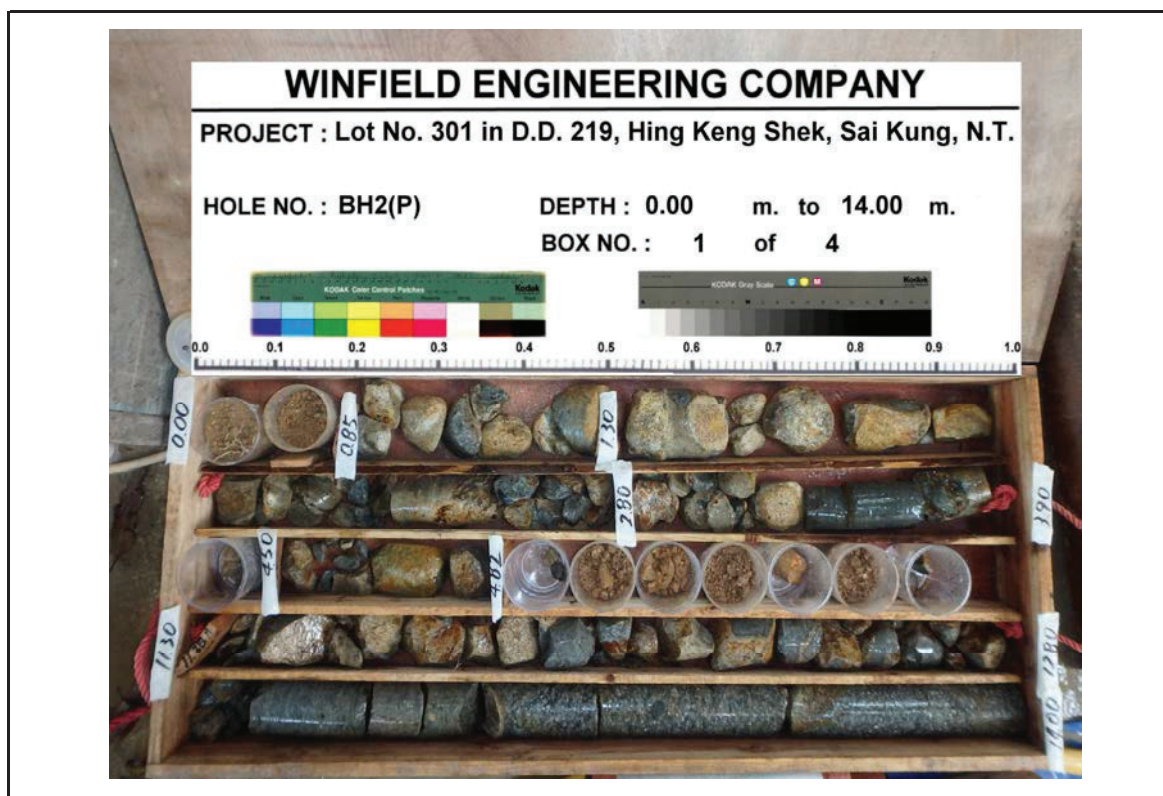 WINFIELD ENGINEERING COMPANY
PROJECT : Lot No. 301 in D.D. 219, Hing Keng Shek, Sai Kung, N.T.
HOLE NO. : BH2(P) DEPTH : 0.00 m. to 14.00 m.
BOX NO. : 1 of 4
KODAK Color Control Patches Kodak
KODAK Gray Scale C Y M Kodak
0.0 0.1 0.2 0.3 0.4 0.5 0.6 0.7 0.8 0.9 1.0
0.00 0.85 1.30
2.80 3.90
4.50 4.82
11.30 12.80
14.00